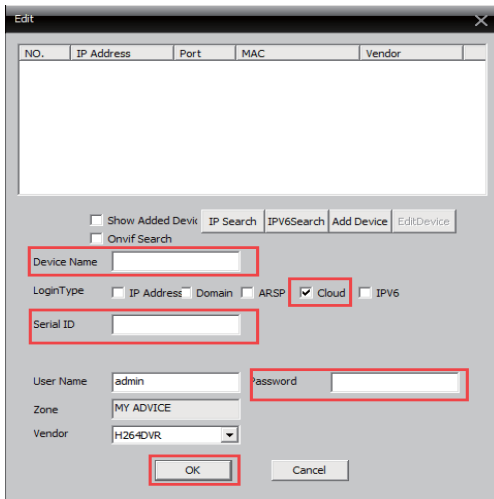 Edit
NO. IP Address Port MAC Vendor
Show Added Devic IP Search IPV6Search Add Device EditDevice
Onvif Search
Device Name
LoginType IP Address Domain ARSP Cloud IPV6
Serial ID
User Name admin Password
Zone MY ADVICE
Vendor H264DVR
OK Cancel